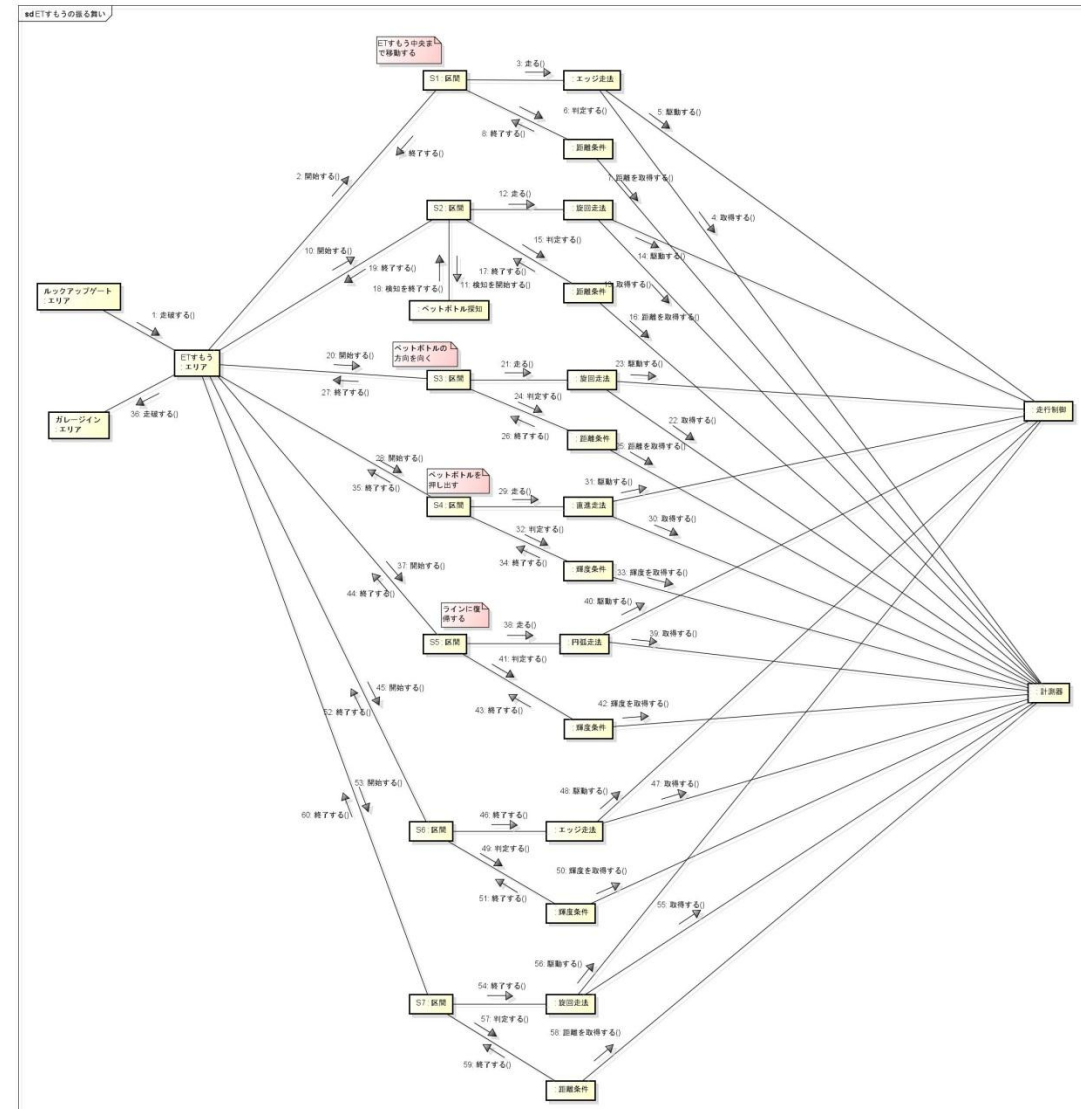 sd ETすもうの振る舞い
ETすもう中央ま
で移動する
3: 走る()
S1 : 区間
: エッジ走法
5: 駆動する()
6: 判定する()
8: 終了する()
: 距離条件
終了する()
2: 開始する()
7: 距離を取得する()
12: 走る()
S2 : 区間
: 旋回走法
4: 取得する()
15: 判定する()
14: 駆動する()
10: 開始する()
19: 終了する()
17: 終了する()
11: 検知を開始する()
18: 検知を終了する()
13: 取得する()
: 距離条件
ルックアップゲート
: エリア
: ペットボトル探知
1: 走破する()
16: 距離を取得する()
ETすもう
: エリア
ペットボトルの
方向を向く
20: 開始する()
21: 走る()
23: 駆動する()
S3 : 区間
: 旋回走法
27: 終了する()
24: 判定する()
36: 走破する()
ガレージイン
: エリア
: 走行制御
22: 取得する()
26: 終了する()
: 距離条件
25: 距離を取得する()
28: 開始する()
ペットボトルを
押し出す
29: 走る()
31: 駆動する()
35: 終了する()
S4 : 区間
: 直進走法
30: 取得する()
32: 判定する()
34: 終了する()
: 輝度条件
33: 輝度を取得する()
37: 開始する()
44: 終了する()
40: 駆動する()
ラインに復
帰する
38: 走る()
39: 取得する()
S5 : 区間
: 円弧走法
41: 判定する()
45: 開始する()
: 計測器
42: 輝度を取得する()
43: 終了する()
52: 終了する()
: 輝度条件
53: 開始する()
47: 取得する()
48: 駆動する()
60: 終了する()
46: 終了する()
S6 : 区間
: エッジ走法
49: 判定する()
50: 輝度を取得する()
51: 終了する()
55: 取得する()
: 輝度条件
56: 駆動する()
54: 終了する()
S7 : 区間
: 旋回走法
57: 判定する()
58: 距離を取得する()
59: 終了する()
: 距離条件